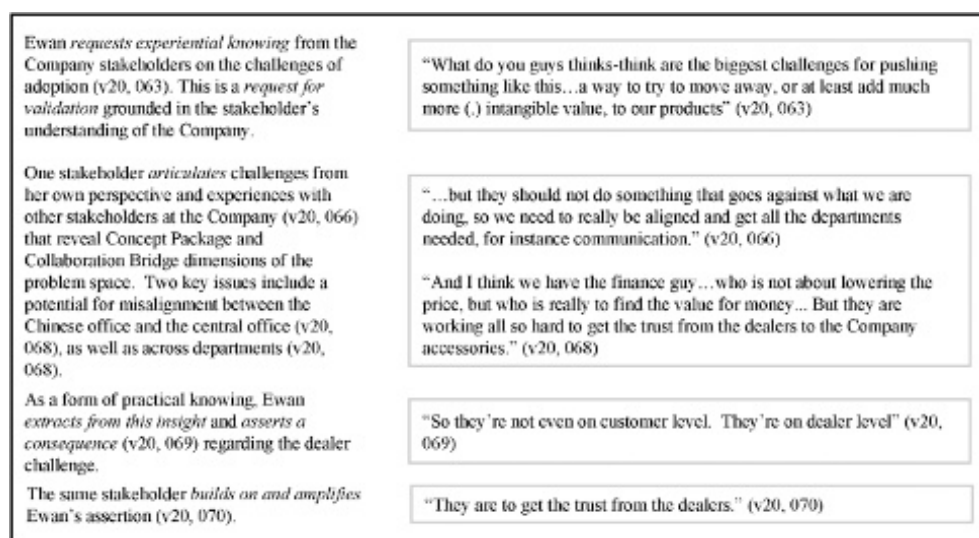 Ewan requests experiential knowing from the
Company stakeholders on the challenges of
adoption (v20, 063). This is a request for
validation grounded in the stakeholder's
understanding of the Company.
"What do you guys thinks-think are the biggest challenges for pushing
something like this…a way to try to move away, or at least add much
more (.) intangible value, to our products" (v20, 063)
One stakeholder articulates challenges from
her own perspective and experiences with
other stakeholders at the Company (v20, 066)
that reveal Concept Package and
Collaboration Bridge dimensions of the
problem space. Two key issues include a
potential for misalignment between the
Chinese office and the central office (v20,
068), as well as across departments (v20,
068).
"…but they should not do something that goes against what we are
doing, so we need to really be aligned and get all the departments
needed, for instance communication." (v20, 066)
"And I think we have the finance guy…who is not about lowering the
price, but who is really to find the value for money... But they are
working all so hard to get the trust from the dealers to the Company
accessories." (v20, 068)
As a form of practical knowing, Ewan
extracts from this insight and asserts a
consequence (v20, 069) regarding the dealer
challenge.
"So they're not even on customer level. They're on dealer level" (v20,
069)
The same stakeholder builds on and amplifies
Ewan's assertion (v20, 070).
"They are to get the trust from the dealers." (v20, 070)